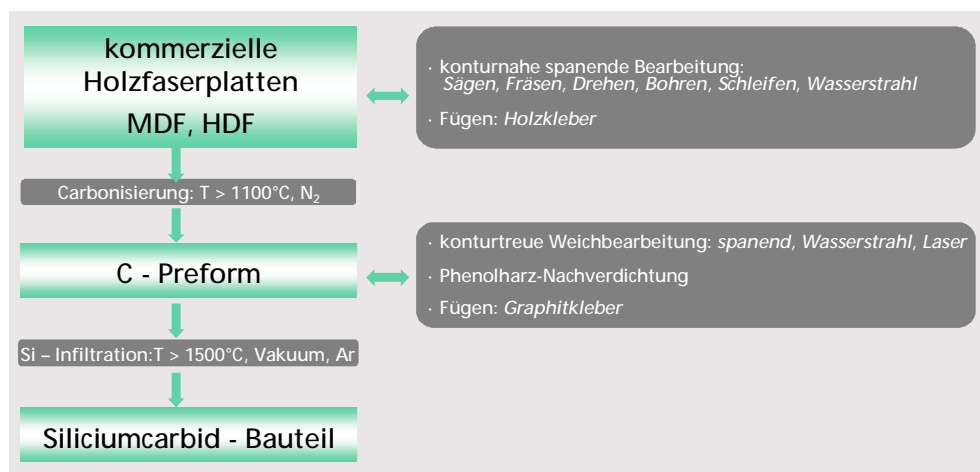 kommerzielle
Holzfaserplatten
MDF, HDF
· konturnahe spanende Bearbeitung:
Sägen, Fräsen, Drehen, Bohren, Schleifen, Wasserstrahl
· Fügen: Holzkleber
Carbonisierung: T > 1100°C, N₂
C - Preform
· konturtreue Weichbearbeitung: spanend, Wasserstrahl, Laser
· Phenolharz-Nachverdichtung
· Fügen: Graphitkleber
Si – Infiltration:T > 1500°C, Vakuum, Ar
Siliciumcarbid - Bauteil